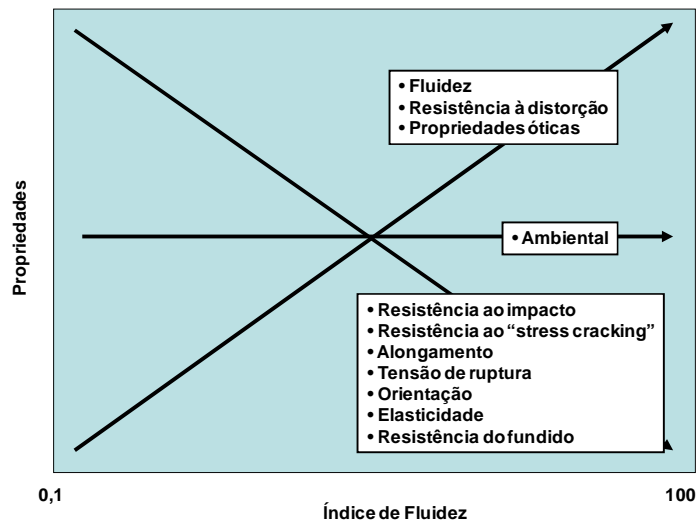 Propriedades
• Fluidez
• Resistência à distorção
• Propriedades óticas
• Ambiental
• Resistência ao impacto
• Resistência ao “stress cracking”
• Alongamento
• Tensão de ruptura
• Orientação
• Elasticidade
• Resistência do fundido
0,1
100
Índice de Fluidez